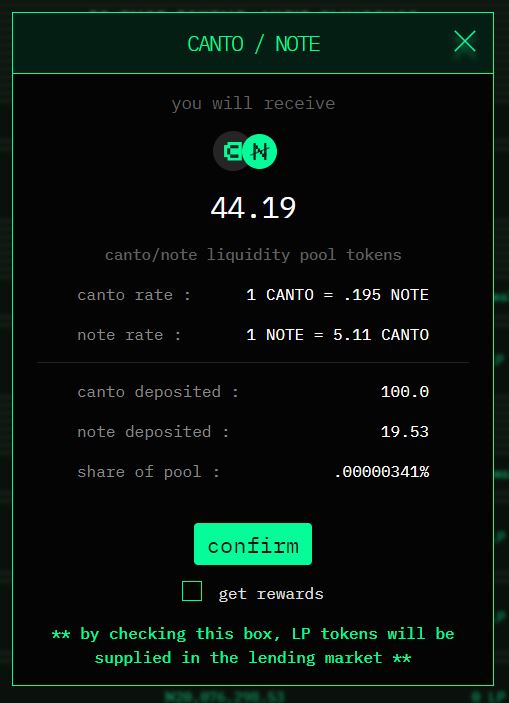 CANTO / NOTE
you will receive
44.19
canto/note liquidity pool tokens
canto rate : 1 CANTO = .195 NOTE
note rate : 1 NOTE = 5.11 CANTO
canto deposited : 100.0
note deposited : 19.53
share of pool : .00000341%
confirm
get rewards
** by checking this box, LP tokens will be
supplied in the lending market **
0 LP